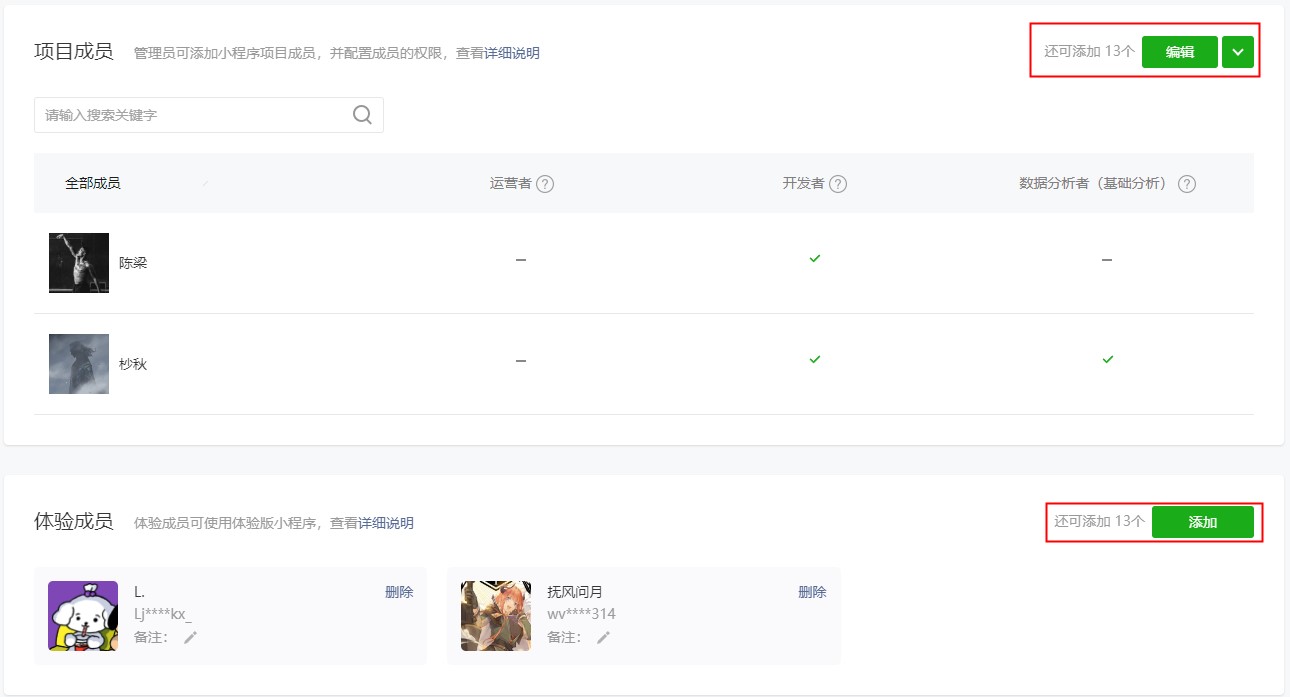 项目成员 管理员可添加小程序项目成员，并配置成员的权限，查看详细说明 还可添加 13个 编辑
请输入搜索关键字
全部成员 运营者 ? 开发者 ? 数据分析者（基础分析） ?
陈梁
杪秋
体验成员 体验成员可使用体验版小程序，查看详细说明 还可添加 13个 添加
L. 删除 抚风问月 删除
Lj****kx_ wv****314
备注： 备注：